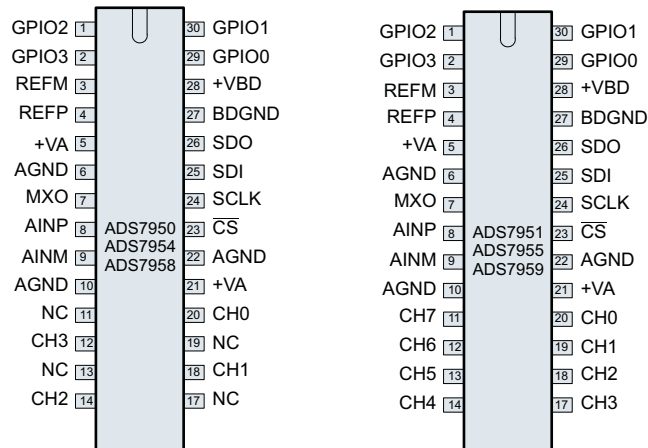 GPIO2 1 30 GPIO1
GPIO3 2 29 GPIO0
REFM 3 28 +VBD
REFP 4 27 BDGND
+VA 5 26 SDO
AGND 6 25 SDI
MXO 7 24 SCLK
AINP 8 23 CS
AINM 9 22 AGND
AGND 10 21 +VA
NC 11 20 CH0
CH3 12 19 NC
NC 13 18 CH1
CH2 14 17 NC
ADS7950
ADS7954
ADS7958
GPIO2 1 30 GPIO1
GPIO3 2 29 GPIO0
REFM 3 28 +VBD
REFP 4 27 BDGND
+VA 5 26 SDO
AGND 6 25 SDI
MXO 7 24 SCLK
AINP 8 23 CS
AINM 9 22 AGND
AGND 10 21 +VA
CH7 11 20 CH0
CH6 12 19 CH1
CH5 13 18 CH2
CH4 14 17 CH3
ADS7951
ADS7955
ADS7959